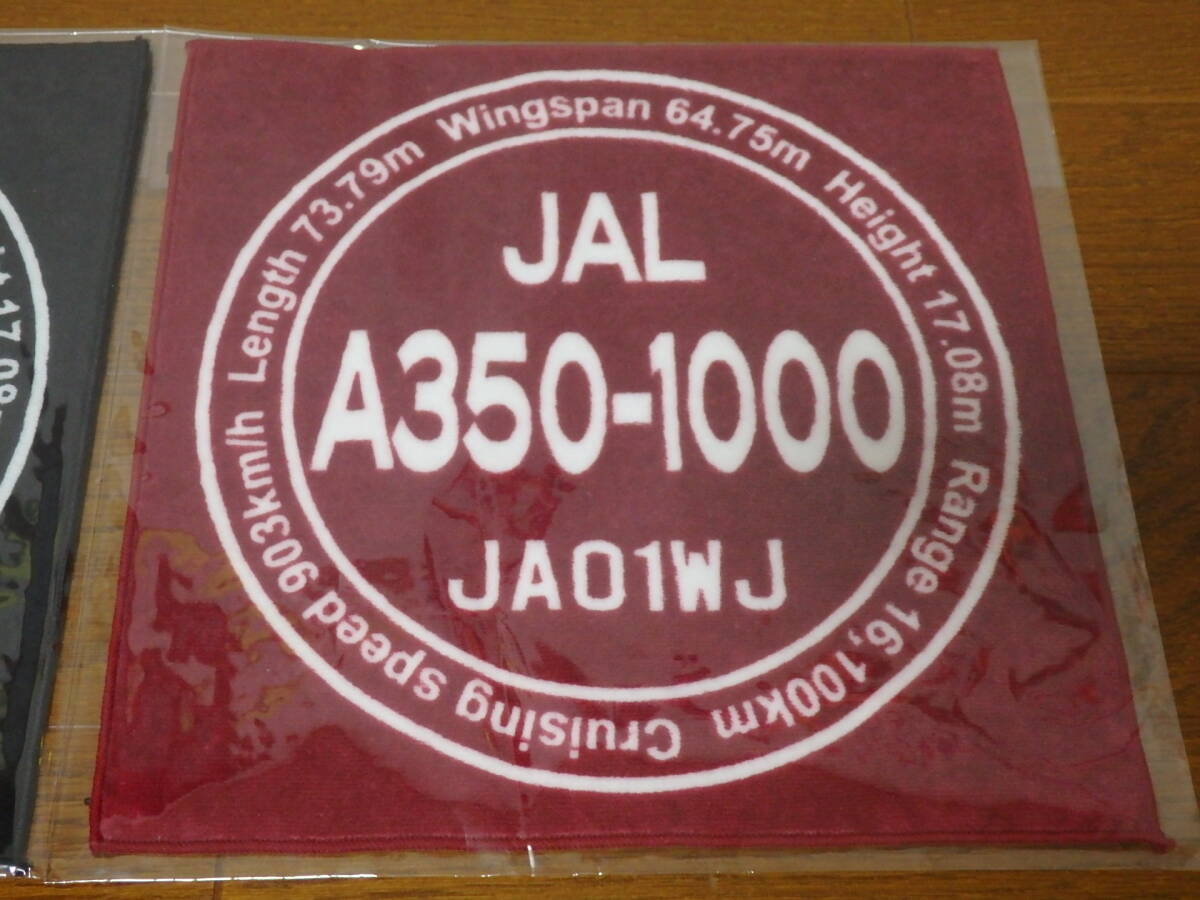 Length 73.79m Wingspan 64.75m Height 17.08m Range 16,100km Cruising speed 903km/h
JAL
A350-1000
JA01WJ